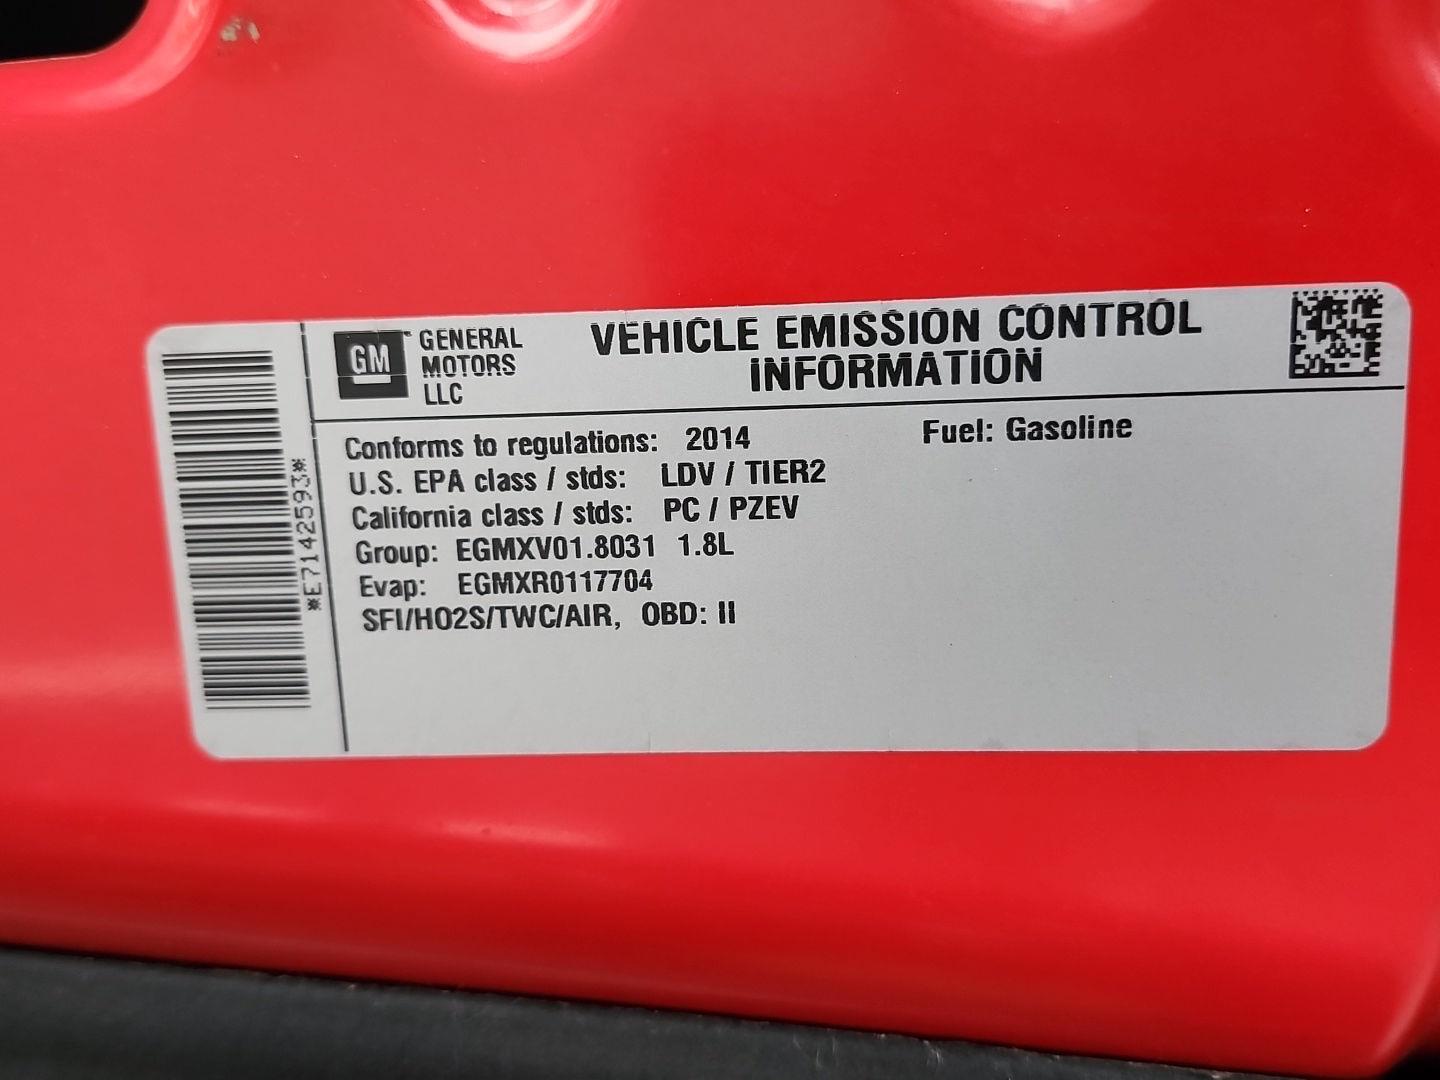 *E7142593*
GM
GENERAL
MOTORS
LLC
VEHICLE EMISSION CONTROL
INFORMATION
Conforms to regulations: 2014 Fuel: Gasoline
U.S. EPA class / stds: LDV / TIER2
California class / stds: PC / PZEV
Group: EGMXV01.8031 1.8L
Evap: EGMXR0117704
SFI/HO2S/TWC/AIR, OBD: II